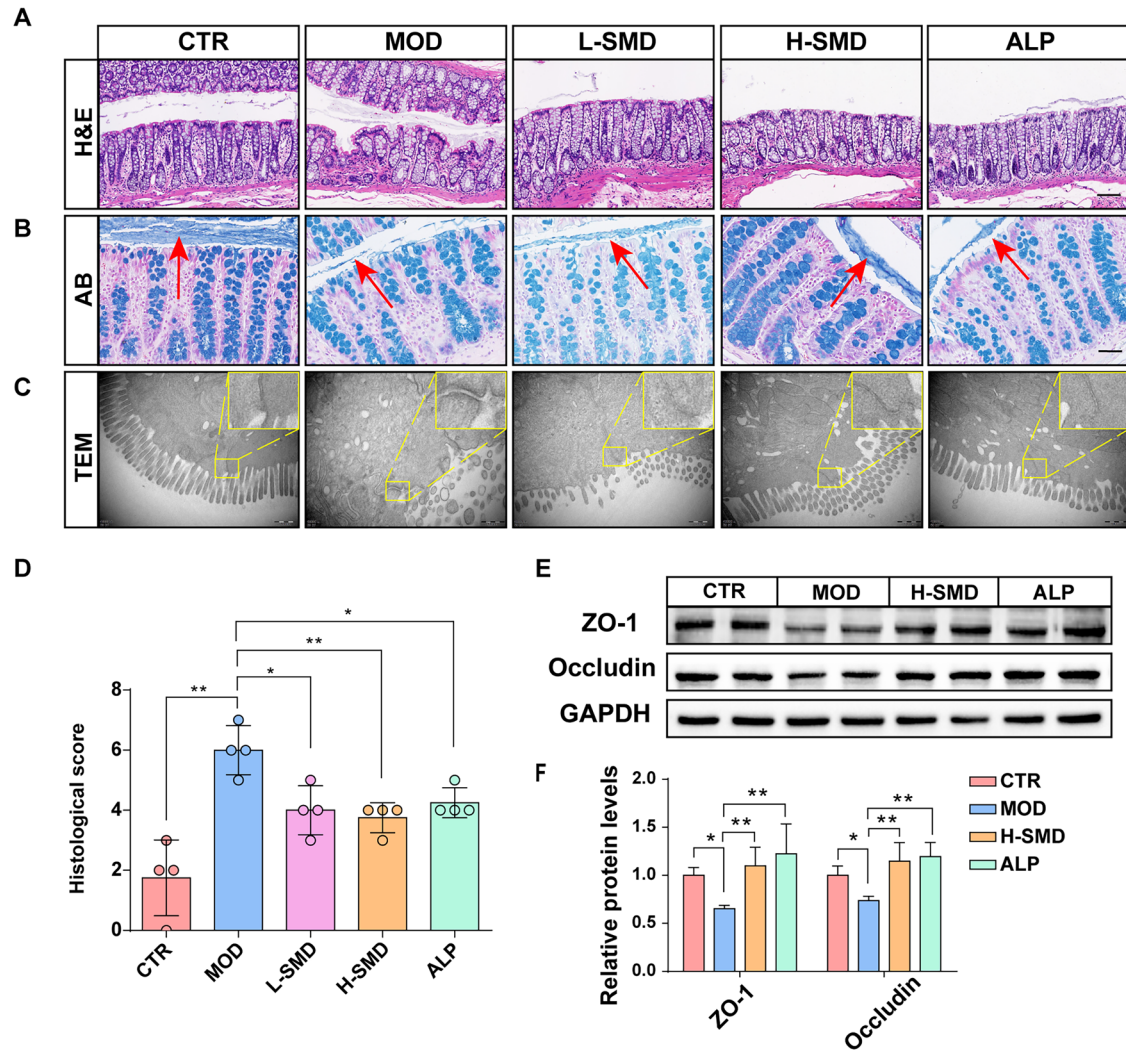 A
CTR MOD L-SMD H-SMD ALP
H&E
B
AB
C
TEM
D
Histological score
8
6
4
2
0
** * ** *
CTR MOD L-SMD H-SMD ALP
E
CTR MOD H-SMD ALP
ZO-1
Occludin
GAPDH
F
Relative protein levels
2.0
1.5
1.0
0.5
0.0
* ** ** * ** **
ZO-1 Occludin
CTR
MOD
H-SMD
ALP